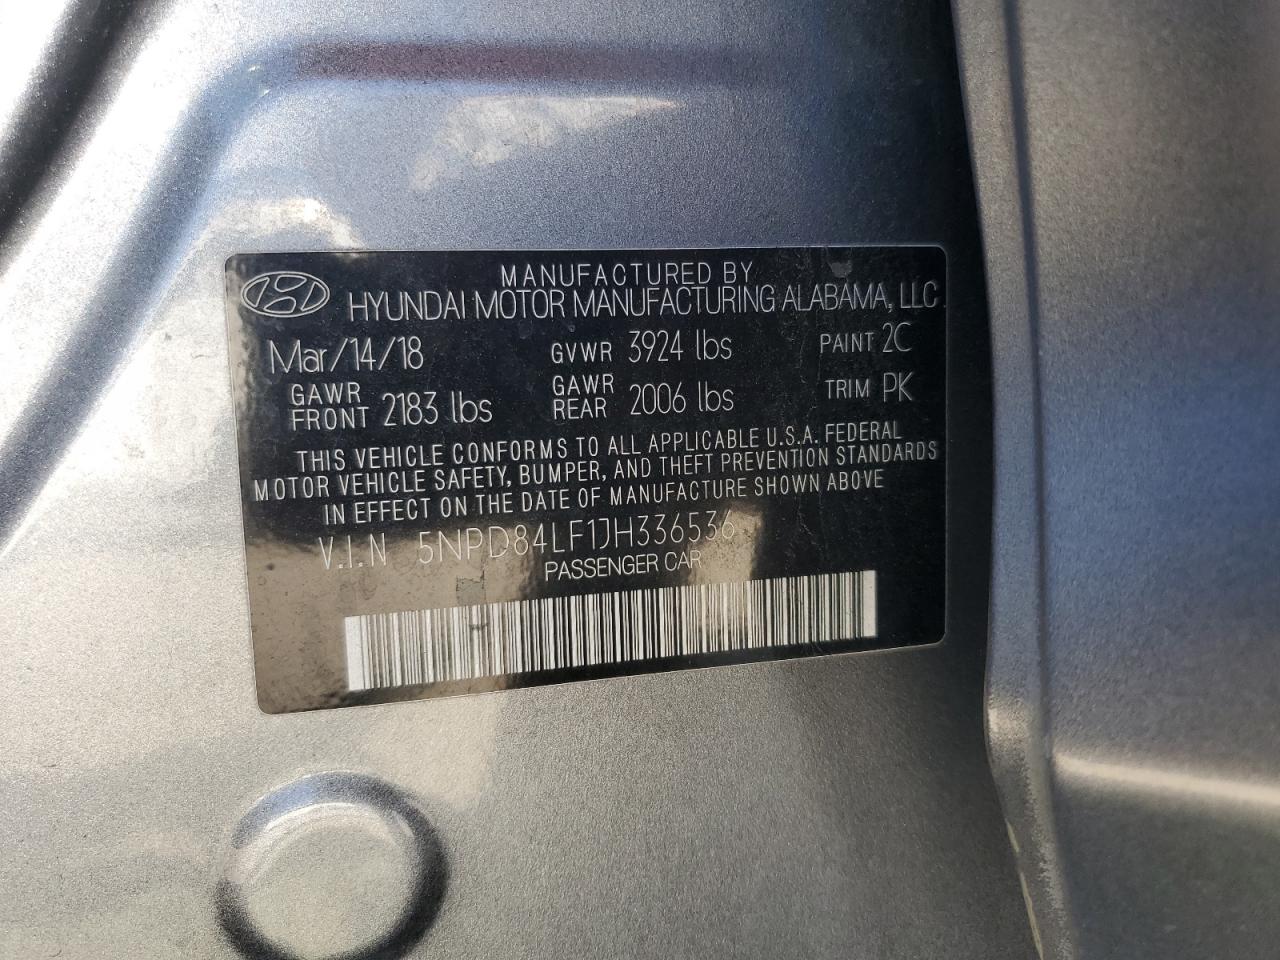 MANUFACTURED BY
HYUNDAI MOTOR MANUFACTURING ALABAMA, LLC
Mar/14/18 GVWR 3924 lbs PAINT 2C
GAWR FRONT 2183 lbs GAWR REAR 2006 lbs TRIM PK
THIS VEHICLE CONFORMS TO ALL APPLICABLE U.S.A. FEDERAL
MOTOR VEHICLE SAFETY, BUMPER, AND THEFT PREVENTION STANDARDS
IN EFFECT ON THE DATE OF MANUFACTURE SHOWN ABOVE
V.I.N 5NPD84LF1JH336536
PASSENGER CAR